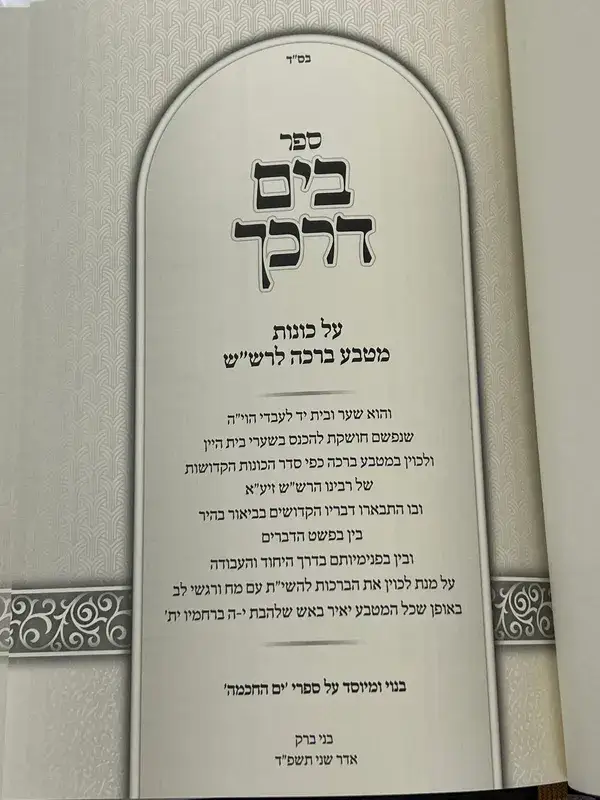 בס"ד
ספר
בים
דרכך
על כונות
מטבע ברכה לרש"ש
והוא שער ובית יד לעבדי הוי"ה
שנפשם חושקת להכנס בשערי בית היין
ולכוין במטבע ברכה כפי סדר הכונות הקדושות
של רבינו הרש"ש זיע"א
ובו התבארו דבריו הקדושים בביאור בהיר
בין בפשט הדברים
ובין בפנימיותם בדרך היחוד והעבודה
על מנת לכוין את הברכות להשי"ת עם מח ורגשי לב
באופן שכל המטבע יאיר באש שלהבת י-ה ברחמיו ית'
בנוי ומיוסד על ספרי 'ים החכמה'
בני ברק
אדר שני תשפ"ד